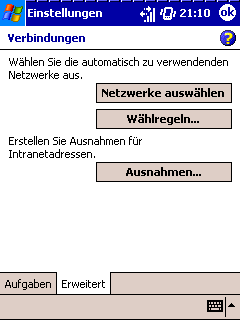 Einstellungen 21:10 ok
Verbindungen ?
Wählen Sie die automatisch zu verwendenden
Netzwerke aus.
Netzwerke auswählen
Wählregeln...
Erstellen Sie Ausnahmen für
Intranetadressen.
Ausnahmen...
Aufgaben Erweitert